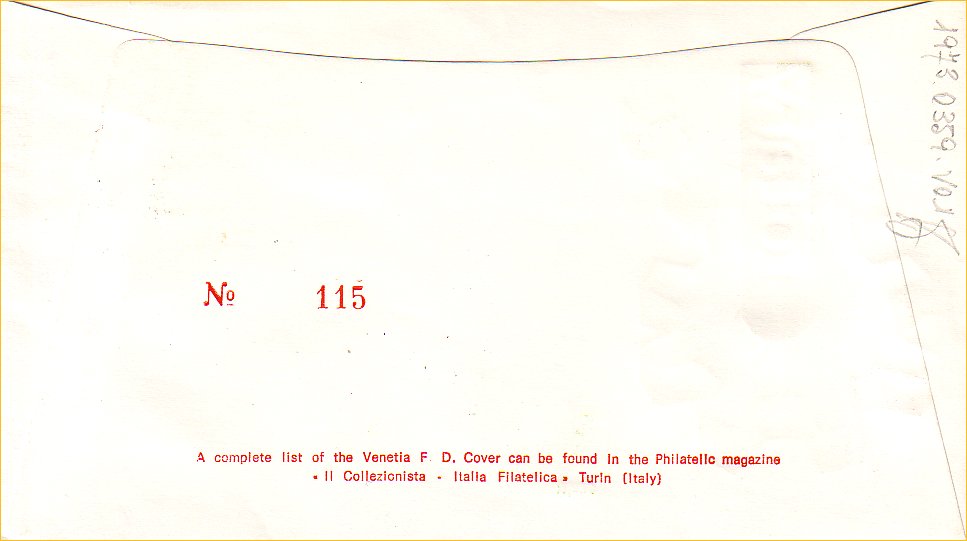 No 115
A complete list of the Venetia F. D. Cover can be found in the Philatelic magazine
« Il Collezionista - Italia Filatelica » Turin (Italy)
1973.0359.